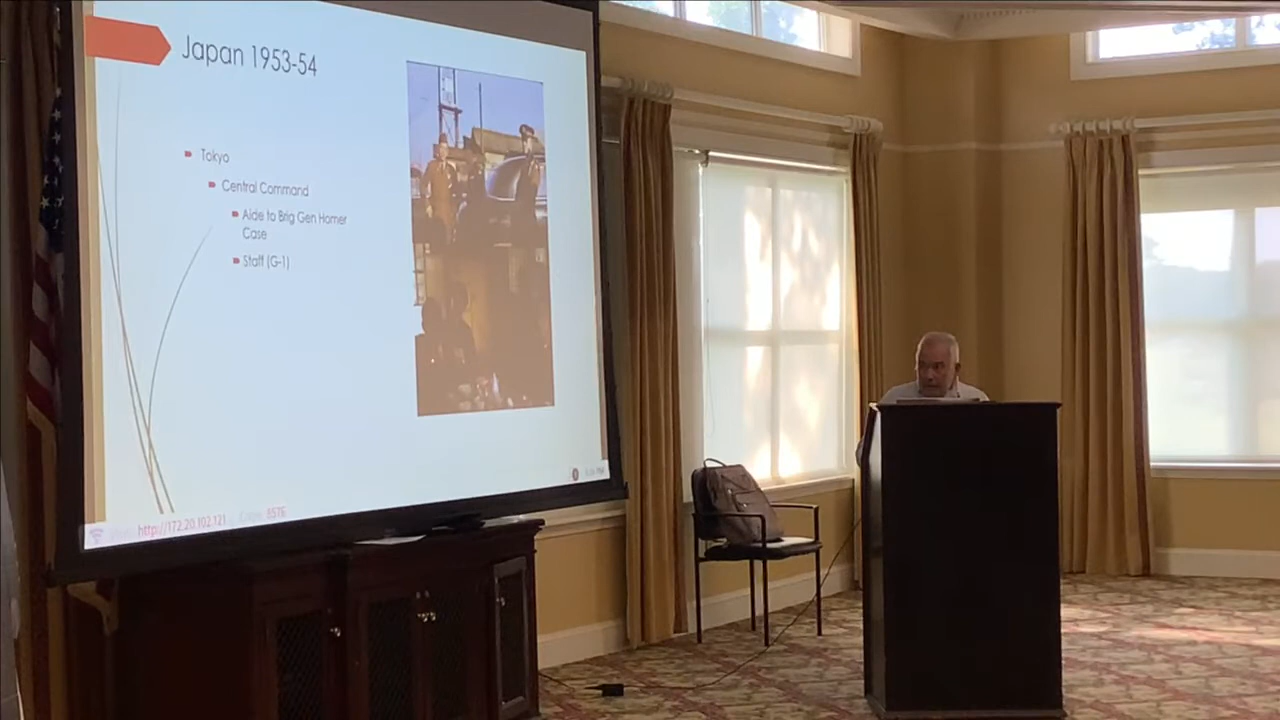 Japan 1953-54
Tokyo
Central Command
Aide to Brig Gen Homer
Case
Staff (G-1)
http://172.20.102.121
8576